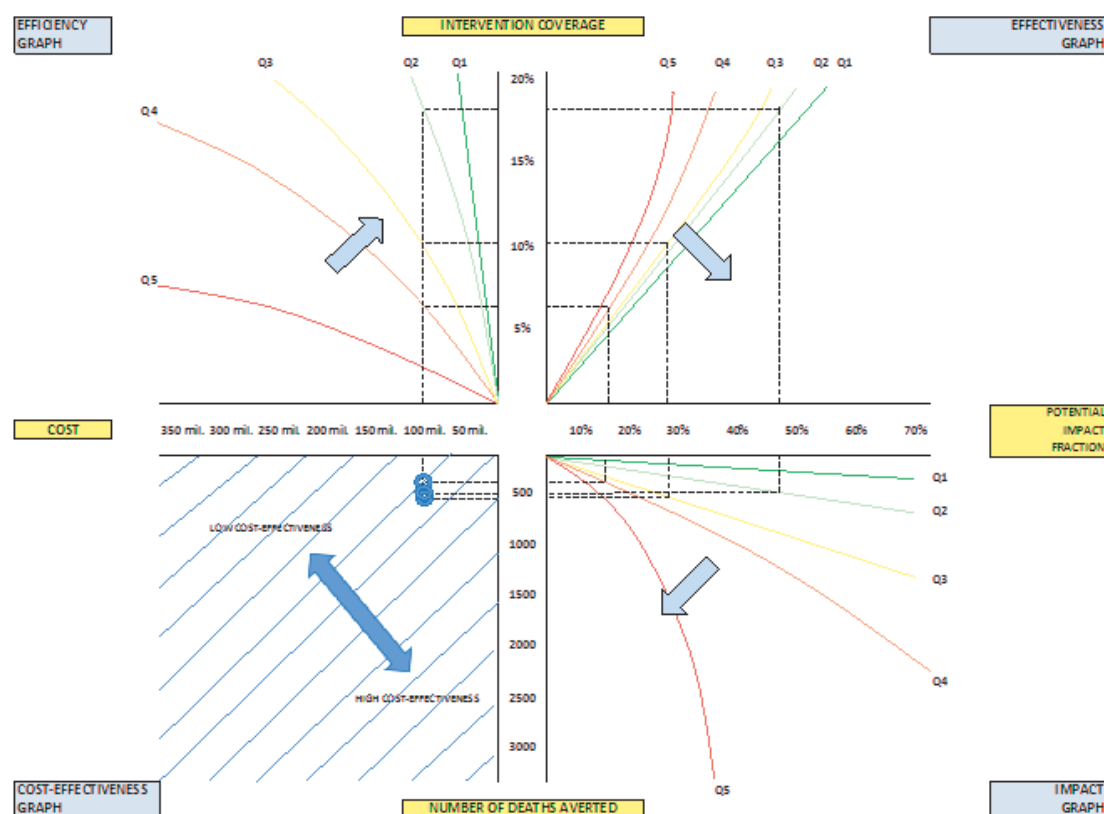 EFFICIENCY
GRAPH
INTERVENTION COVERAGE
EFFECTIVENESS
GRAPH
Q3
Q2
Q1
20%
Q5
Q4
Q3
Q2
Q1
Q4
15%
10%
Q5
5%
COST
350 mil.
300 mil.
250 mil.
200 mil.
150 mil.
100 mil.
50 mil.
10%
20%
30%
40%
50%
60%
70%
POTENTIAL
IMPACT
FRACTION
Q1
500
Q2
LOW COST-EFFECTIVENESS
1000
Q3
1500
2000
Q4
HIGH COST-EFFECTIVENESS
2500
3000
Q5
COST-EFFECTIVENESS
GRAPH
NUMBER OF DEATHS AVERTED
IMPACT
GRAPH